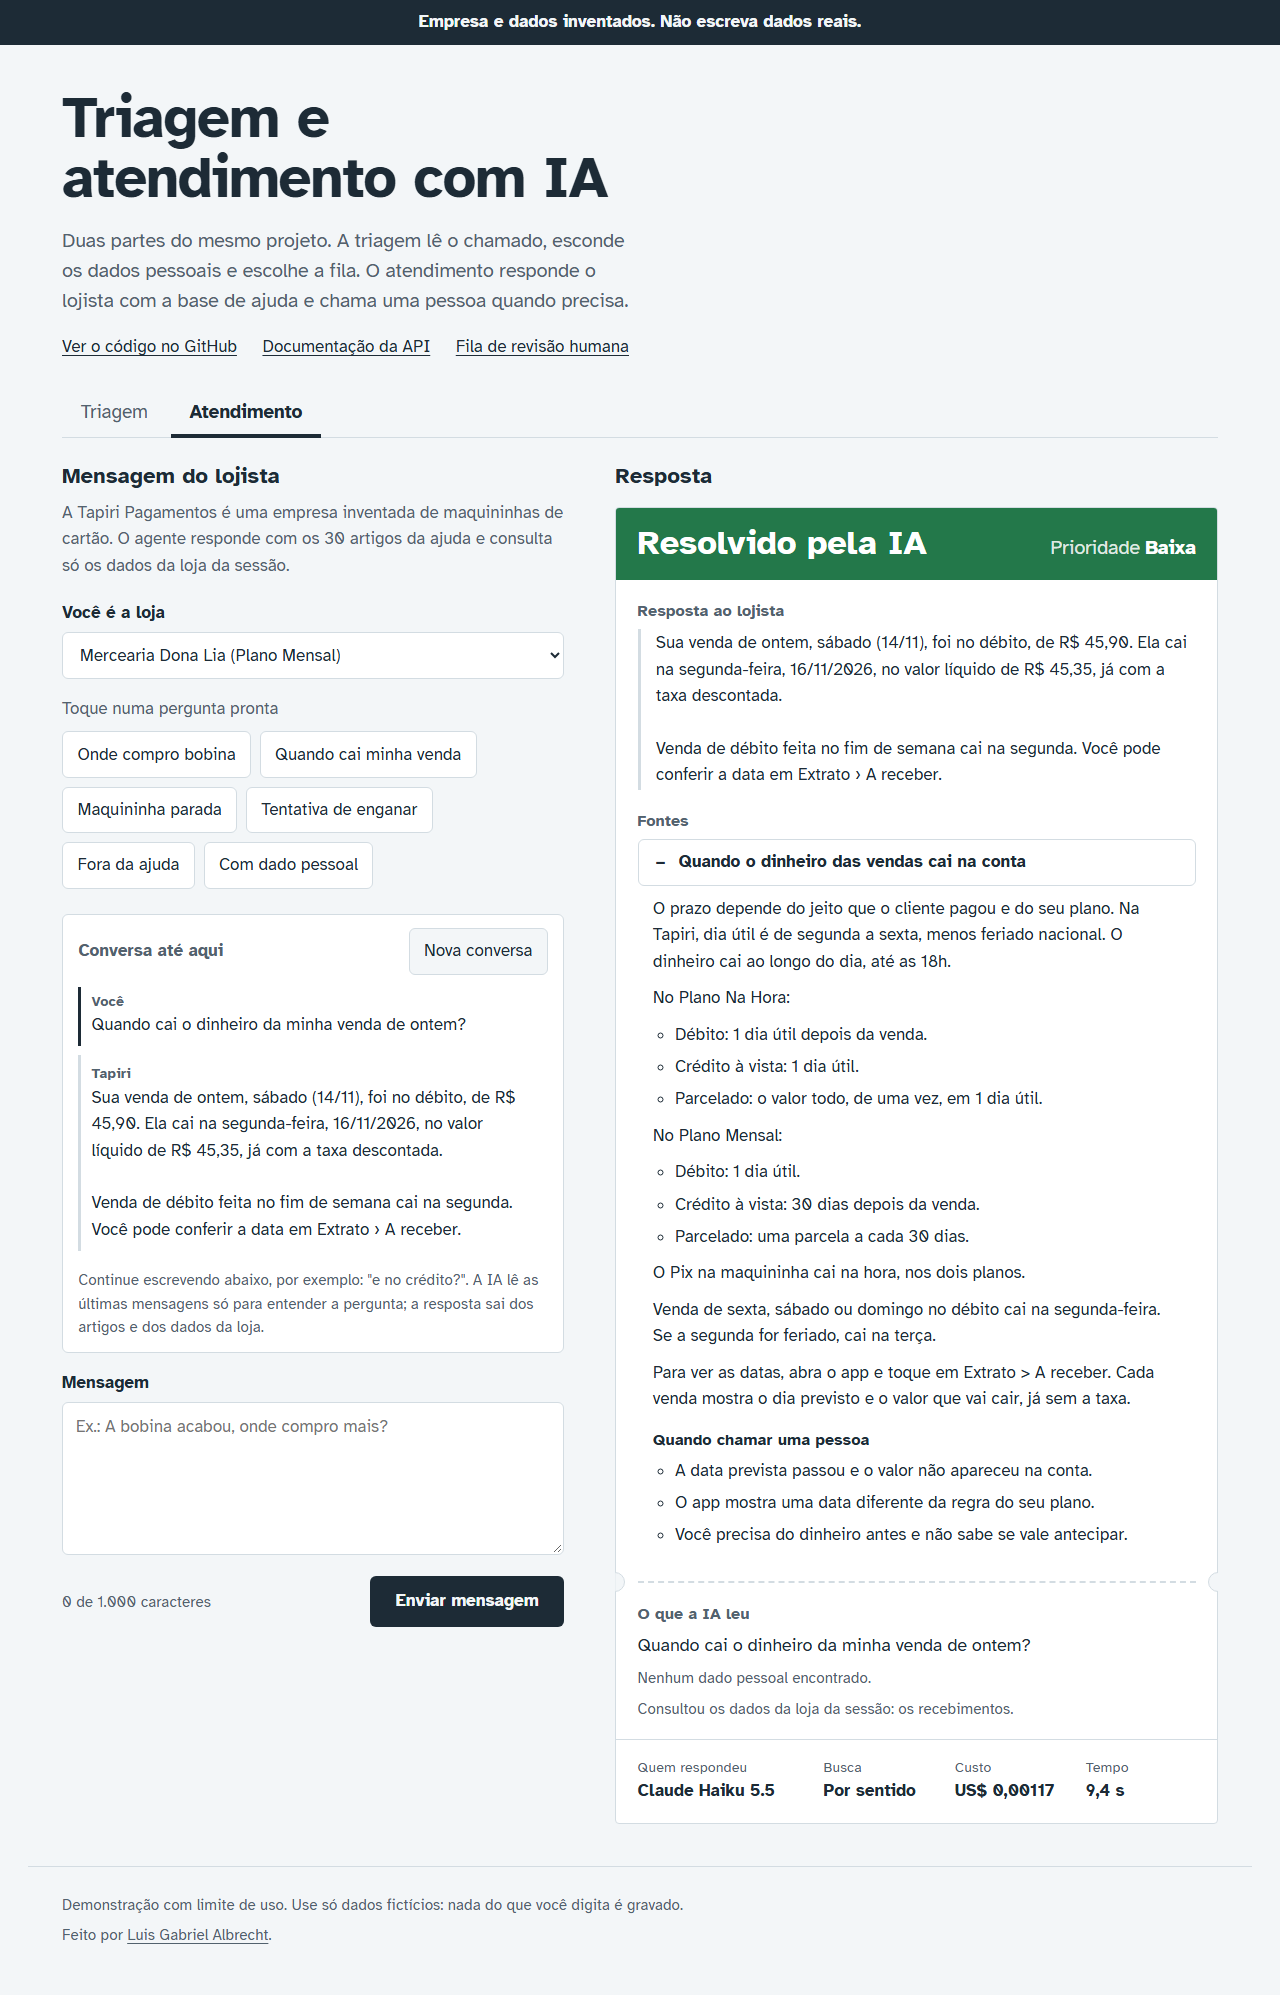 Empresa e dados inventados. Não escreva dados reais.
Triagem e
atendimento com IA
Duas partes do mesmo projeto. A triagem lê o chamado, esconde
os dados pessoais e escolhe a fila. O atendimento responde o
lojista com a base de ajuda e chama uma pessoa quando precisa.
Ver o código no GitHub Documentação da API Fila de revisão humana
Triagem Atendimento
Mensagem do lojista
A Tapiri Pagamentos é uma empresa inventada de maquininhas de
cartão. O agente responde com os 30 artigos da ajuda e consulta
só os dados da loja da sessão.
Você é a loja
Mercearia Dona Lia (Plano Mensal)
Toque numa pergunta pronta
Onde compro bobina Quando cai minha venda
Maquininha parada Tentativa de enganar
Fora da ajuda Com dado pessoal
Conversa até aqui Nova conversa
Você
Quando cai o dinheiro da minha venda de ontem?
Tapiri
Sua venda de ontem, sábado (14/11), foi no débito, de R$
45,90. Ela cai na segunda-feira, 16/11/2026, no valor
líquido de R$ 45,35, já com a taxa descontada.
Venda de débito feita no fim de semana cai na segunda.
Você pode conferir a data em Extrato › A receber.
Continue escrevendo abaixo, por exemplo: "e no crédito?". A IA lê as
últimas mensagens só para entender a pergunta; a resposta sai dos
artigos e dos dados da loja.
Mensagem
Ex.: A bobina acabou, onde compro mais?
0 de 1.000 caracteres Enviar mensagem
Resposta
Resolvido pela IA Prioridade Baixa
Resposta ao lojista
Sua venda de ontem, sábado (14/11), foi no débito, de R$ 45,90. Ela cai
na segunda-feira, 16/11/2026, no valor líquido de R$ 45,35, já com a
taxa descontada.
Venda de débito feita no fim de semana cai na segunda. Você pode
conferir a data em Extrato › A receber.
Fontes
– Quando o dinheiro das vendas cai na conta
O prazo depende do jeito que o cliente pagou e do seu plano. Na
Tapiri, dia útil é de segunda a sexta, menos feriado nacional. O
dinheiro cai ao longo do dia, até as 18h.
No Plano Na Hora:
Débito: 1 dia útil depois da venda.
Crédito à vista: 1 dia útil.
Parcelado: o valor todo, de uma vez, em 1 dia útil.
No Plano Mensal:
Débito: 1 dia útil.
Crédito à vista: 30 dias depois da venda.
Parcelado: uma parcela a cada 30 dias.
O Pix na maquininha cai na hora, nos dois planos.
Venda de sexta, sábado ou domingo no débito cai na segunda-feira.
Se a segunda for feriado, cai na terça.
Para ver as datas, abra o app e toque em Extrato > A receber. Cada
venda mostra o dia previsto e o valor que vai cair, já sem a taxa.
Quando chamar uma pessoa
A data prevista passou e o valor não apareceu na conta.
O app mostra uma data diferente da regra do seu plano.
Você precisa do dinheiro antes e não sabe se vale antecipar.
O que a IA leu
Quando cai o dinheiro da minha venda de ontem?
Nenhum dado pessoal encontrado.
Consultou os dados da loja da sessão: os recebimentos.
Quem respondeu Busca Custo Tempo
Claude Haiku 5.5 Por sentido US$ 0,00117 9,4 s
Demonstração com limite de uso. Use só dados fictícios: nada do que você digita é gravado.
Feito por Luis Gabriel Albrecht.